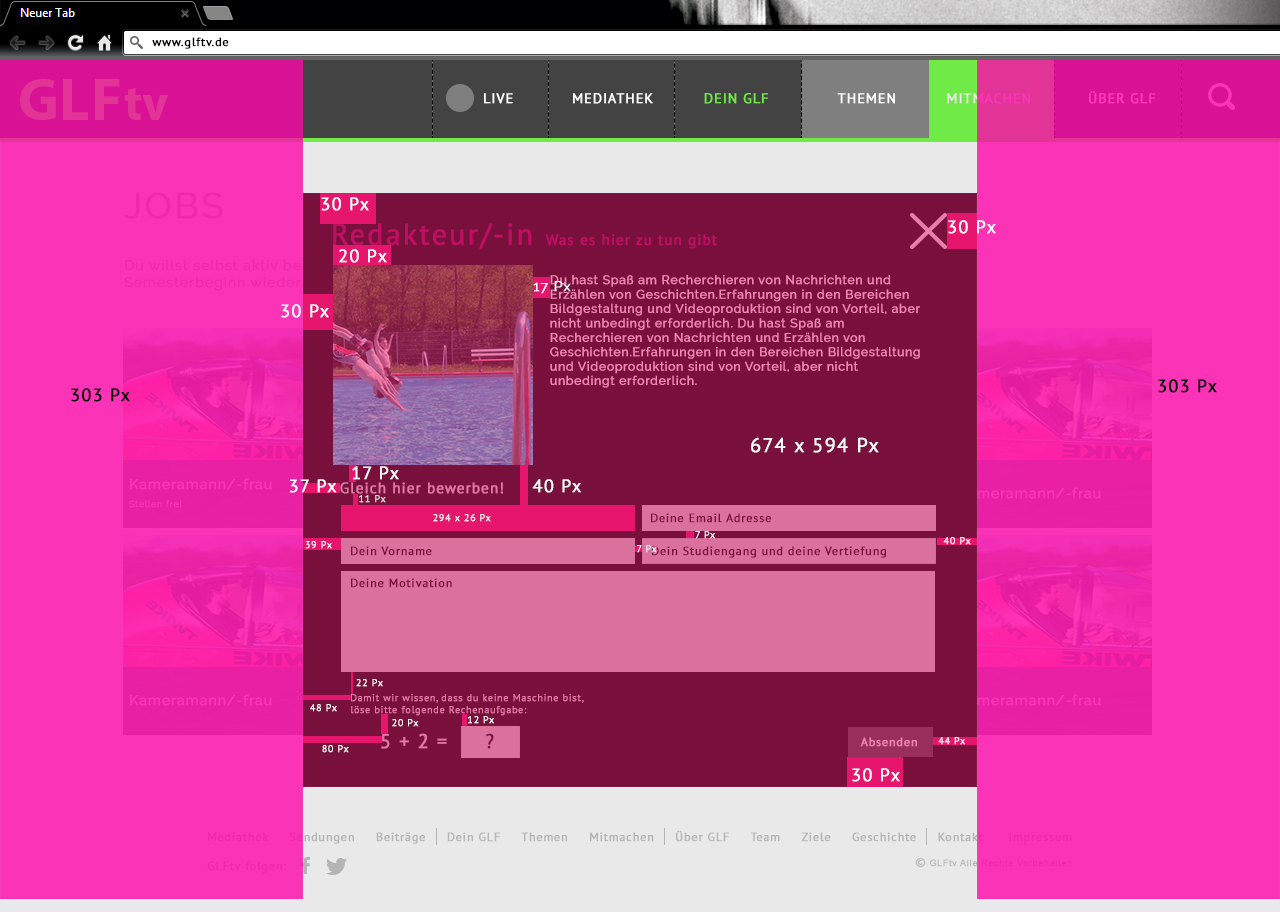 Neuer Tab
www.glftv.de
GLFtv
LIVE
MEDIATHEK
DEIN GLF
THEMEN
MITMACHEN
ÜBER GLF
JOBS
30 Px
Redakteur/-in
Was es hier zu tun gibt
30 Px
20 Px
Du willst selbst aktiv be
Semesterbeginn wieder
17 Px
Du hast Spaß am Recherchieren von Nachrichten und
Erzählen von Geschichten.Erfahrungen in den Bereichen
Bildgestaltung und Videoproduktion sind von Vorteil, aber
nicht unbedingt erforderlich. Du hast Spaß am
Recherchieren von Nachrichten und Erzählen von
Geschichten.Erfahrungen in den Bereichen Bildgestaltung
und Videoproduktion sind von Vorteil, aber nicht
unbedingt erforderlich.
30 Px
303 Px
303 Px
674 x 594 Px
17 Px
37 Px
Gleich hier bewerben!
40 Px
11 Px
Kameramann/-frau
Stellen frei
ameramann/-frau
294 x 26 Px
Deine Email Adresse
7 Px
39 Px
Dein Vorname
7 Px
Dein Studiengang und deine Vertiefung
40 Px
Deine Motivation
TWIKE
22 Px
Damit wir wissen, dass du keine Maschine bist,
löse bitte folgende Rechenaufgabe:
48 Px
20 Px
12 Px
Kameramann/-frau
ameramann/-frau
80 Px
5 + 2 =
?
Absenden
44 Px
30 Px
Mediathek
Sendungen
Beiträge
Dein GLF
Themen
Mitmachen
Über GLF
Team
Ziele
Geschichte
Kontakt
Impressum
GLFtv folgen:
© GLFtv Alle Rechte Vorbehalten